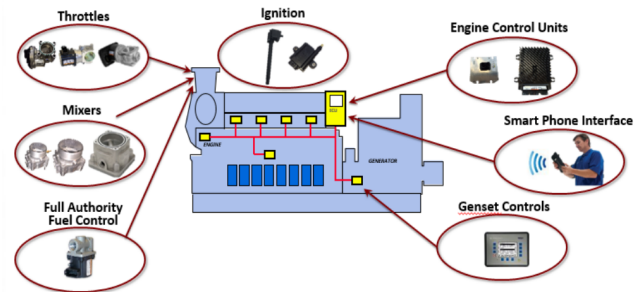 Throttles
Ignition
Engine Control Units
Mixers
ENGINE
GENERATOR
Smart Phone Interface
Full Authority
Fuel Control
Genset Controls